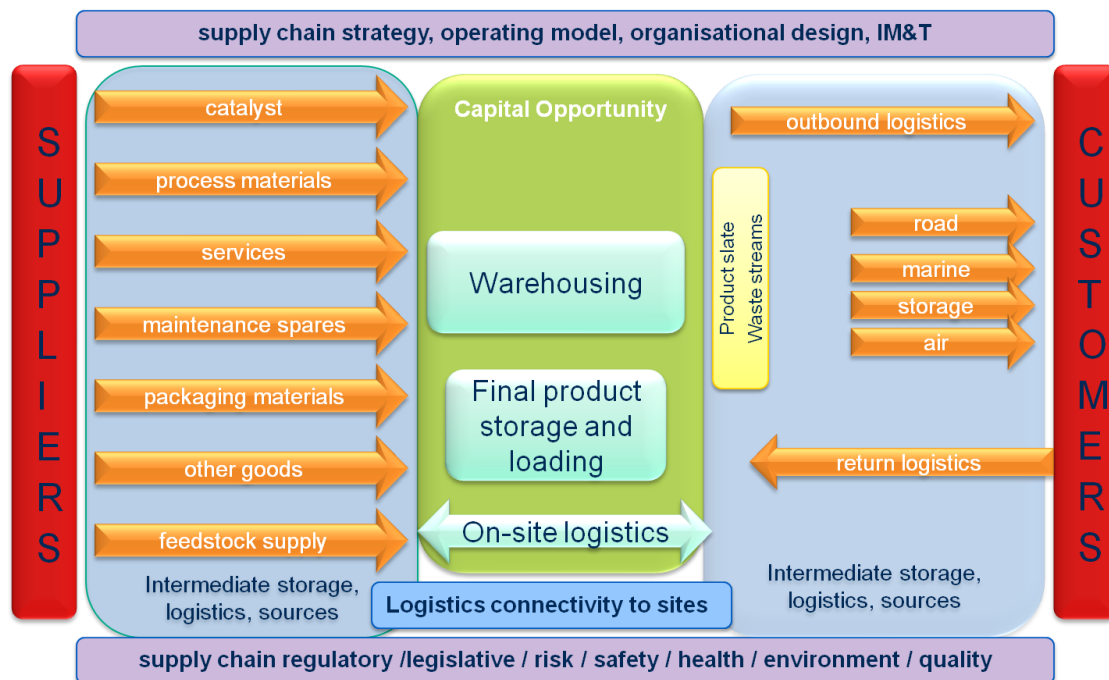 supply chain strategy, operating model, organisational design, IM&T
SUPPLIERS
catalyst
process materials
services
maintenance spares
packaging materials
other goods
feedstock supply
Intermediate storage,
logistics, sources
Capital Opportunity
Warehousing
Final product
storage and
loading
On-site logistics
Logistics connectivity to sites
Product slate
Waste streams
outbound logistics
road
marine
storage
air
return logistics
Intermediate storage,
logistics, sources
CUSTOMERS
supply chain regulatory /legislative / risk / safety / health / environment / quality